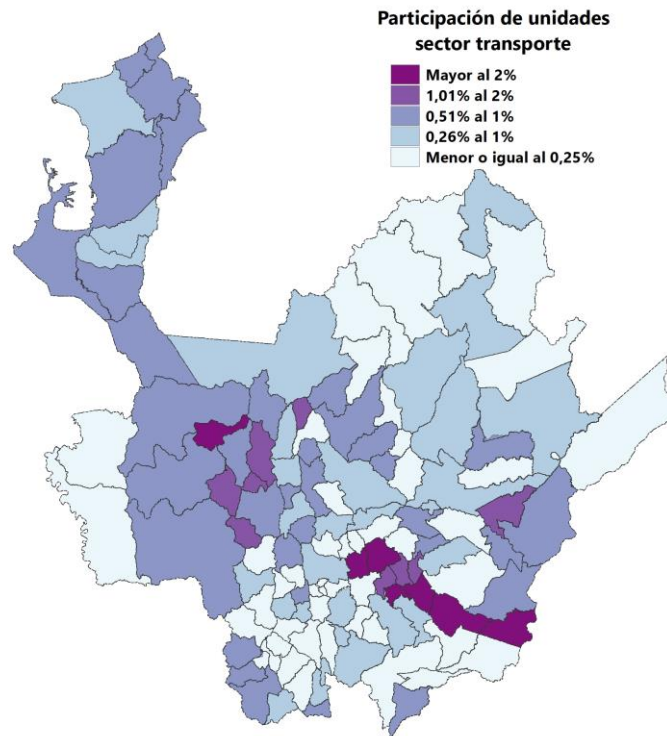 Participación de unidades
sector transporte
Mayor al 2%
1,01% al 2%
0,51% al 1%
0,26% al 1%
Menor o igual al 0,25%